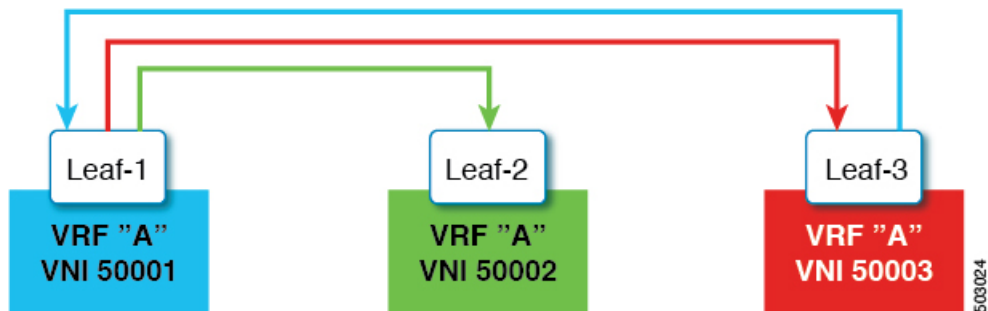 Leaf-1
VRF ”A”
VNI 50001
Leaf-2
VRF ”A”
VNI 50002
Leaf-3
VRF ”A”
VNI 50003
503024